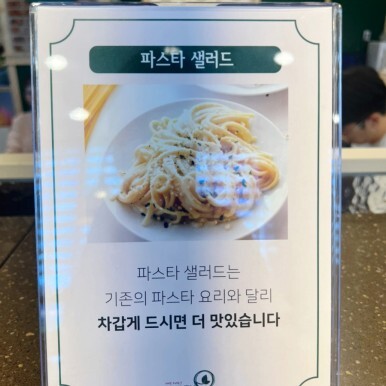 파스타 샐러드
파스타 샐러드는
기존의 파스타 요리와 달리
차갑게 드시면 더 맛있습니다